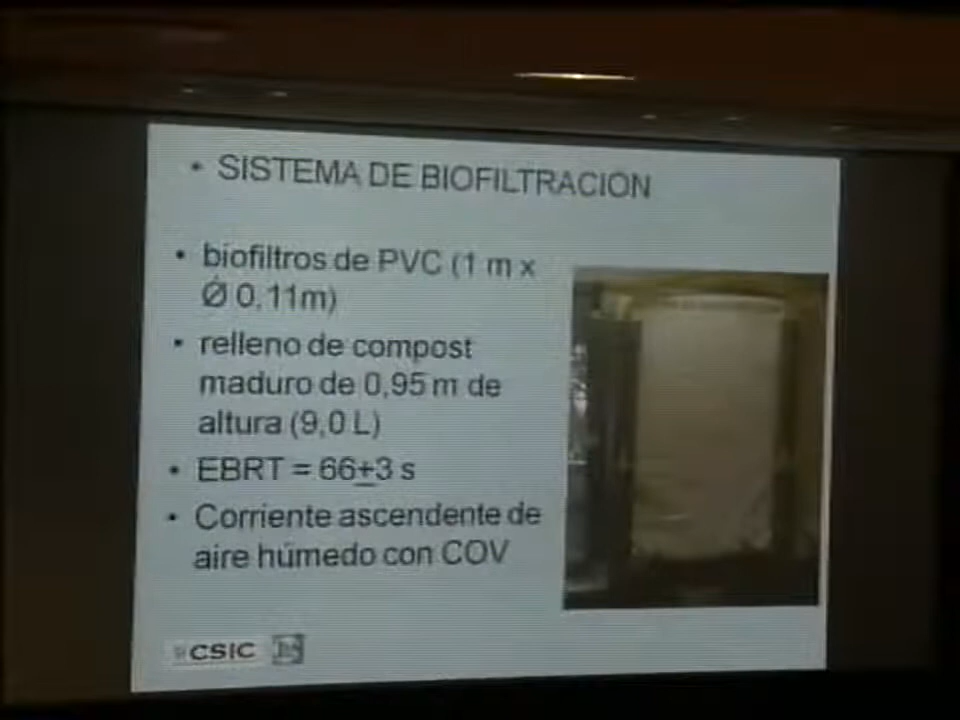 • SISTEMA DE BIOFILTRACION
• biofiltros de PVC (1 m x
Ø 0,11m)
• relleno de compost
maduro de 0,95 m de
altura (9,0 L)
• EBRT = 66±3 s
• Corriente ascendente de
aire húmedo con COV
CSIC